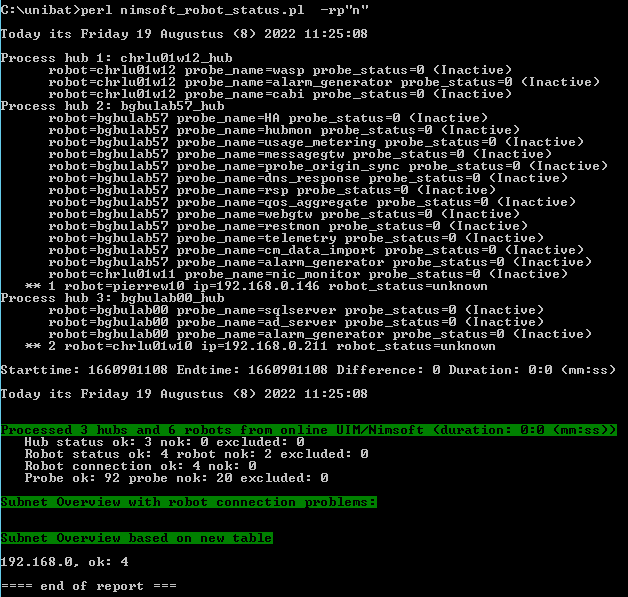 C:\unibat>perl nimsoft_robot_status.pl  -rp"n"
Today its Friday 19 Augustus (8) 2022 11:25:08
Process hub 1: chrlu01w12_hub
robot=chrlu01w12 probe_name=wasp probe_status=0 (Inactive)
robot=chrlu01w12 probe_name=alarm_generator probe_status=0 (Inactive)
robot=chrlu01w12 probe_name=cabi probe_status=0 (Inactive)
Process hub 2: bgbulab57_hub
robot=bgbulab57 probe_name=HA probe_status=0 (Inactive)
robot=bgbulab57 probe_name=hubmon probe_status=0 (Inactive)
robot=bgbulab57 probe_name=usage_metering probe_status=0 (Inactive)
robot=bgbulab57 probe_name=messagegtw probe_status=0 (Inactive)
robot=bgbulab57 probe_name=probe_origin_sync probe_status=0 (Inactive)
robot=bgbulab57 probe_name=dns_response probe_status=0 (Inactive)
robot=bgbulab57 probe_name=rsp probe_status=0 (Inactive)
robot=bgbulab57 probe_name=qos_aggregate probe_status=0 (Inactive)
robot=bgbulab57 probe_name=webgtw probe_status=0 (Inactive)
robot=bgbulab57 probe_name=restmon probe_status=0 (Inactive)
robot=bgbulab57 probe_name=telemetry probe_status=0 (Inactive)
robot=bgbulab57 probe_name=cm_data_import probe_status=0 (Inactive)
robot=bgbulab57 probe_name=alarm_generator probe_status=0 (Inactive)
robot=chrlu01w11 probe_name=nic_monitor probe_status=0 (Inactive)
** 1 robot=pierrew10 ip=192.168.0.146 robot_status=unknown
Process hub 3: bgbulab00_hub
robot=bgbulab00 probe_name=sqlserver probe_status=0 (Inactive)
robot=bgbulab00 probe_name=ad_server probe_status=0 (Inactive)
robot=bgbulab00 probe_name=alarm_generator probe_status=0 (Inactive)
** 2 robot=chrlu01w10 ip=192.168.0.211 robot_status=unknown
Starttime: 1660901108 Endtime: 1660901108 Difference: 0 Duration: 0:0 (mm:ss)
Today its Friday 19 Augustus (8) 2022 11:25:08
Processed 3 hubs and 6 robots from online UIM/Nimsoft (duration: 0:0 (mm:ss))
Hub status ok: 3 nok: 0 excluded: 0
Robot status ok: 4 robot nok: 2 excluded: 0
Robot connection ok: 4 nok: 0
Probe ok: 92 probe nok: 20 excluded: 0
Subnet Overview with robot connection problems:
Subnet Overview based on new table
192.168.0, ok: 4
==== end of report ===